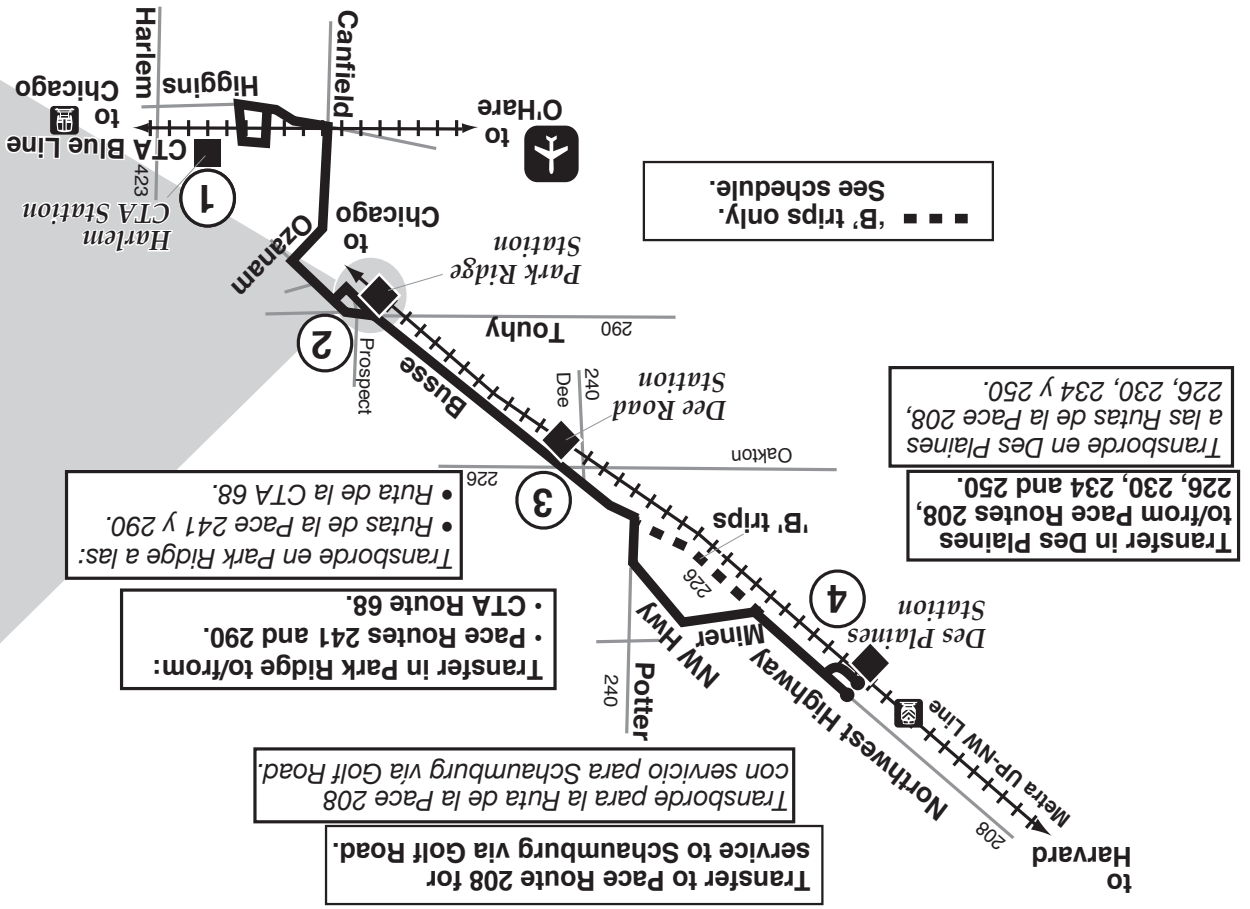 to
Harvard
Transfer to Pace Route 208 for
service to Schaumburg via Golf Road.
Transborde para la Ruta de la Pace 208
con servicio para Schaumburg vía Golf Road.
208
Metra UP-NW Line
Northwest Highway
Des Plaines
Station
4
Potter
240
NW Hwy
Miner
226
'B' trips
Transfer in Des Plaines
to/from Pace Routes 208,
226, 230, 234 and 250.
Transborde en Des Plaines
a las Rutas de la Pace 208,
226, 230, 234 y 250.
Transfer in Park Ridge to/from:
· Pace Routes 241 and 290.
· CTA Route 68.
Transborde en Park Ridge a las:
• Rutas de la Pace 241 y 290.
• Ruta de la CTA 68.
3
226
Oakton
Dee Road
Station
240
Dee
Busse
Prospect
2
Touhy
290
Park Ridge
Station
to
Chicago
Ozanam
'B' trips only.
See schedule.
Harlem
CTA Station
1
423
CTA Blue Line
to
Chicago
to
O'Hare
Higgins
Harlem
Canfield